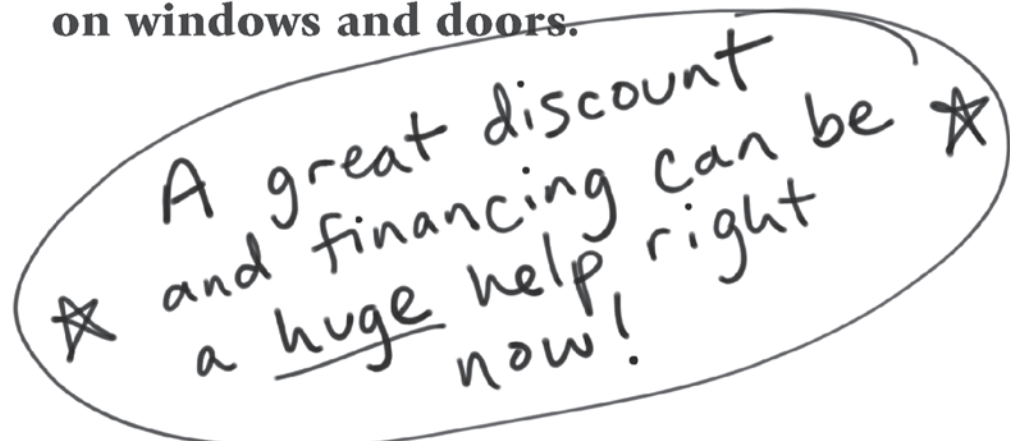 on windows and doors.
A great discount
and financing can be
a huge help right
now!